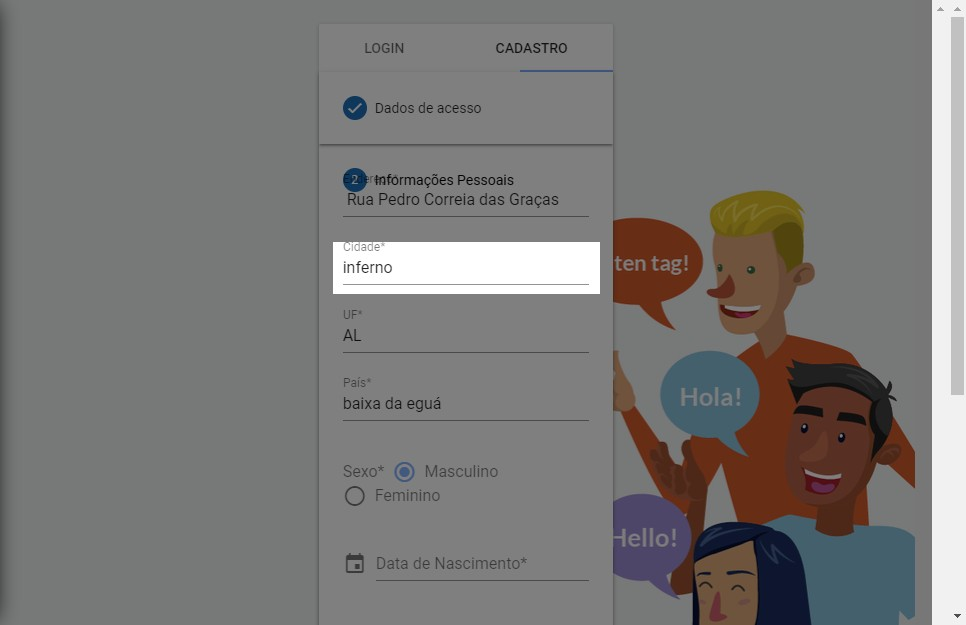 LOGIN CADASTRO
Dados de acesso
2 Informações Pessoais
Rua Pedro Correia das Graças
Cidade*
inferno
UF*
AL
País*
baixa da eguá
Sexo* Masculino
Feminino
Data de Nascimento*
ten tag!
Hola!
Hello!